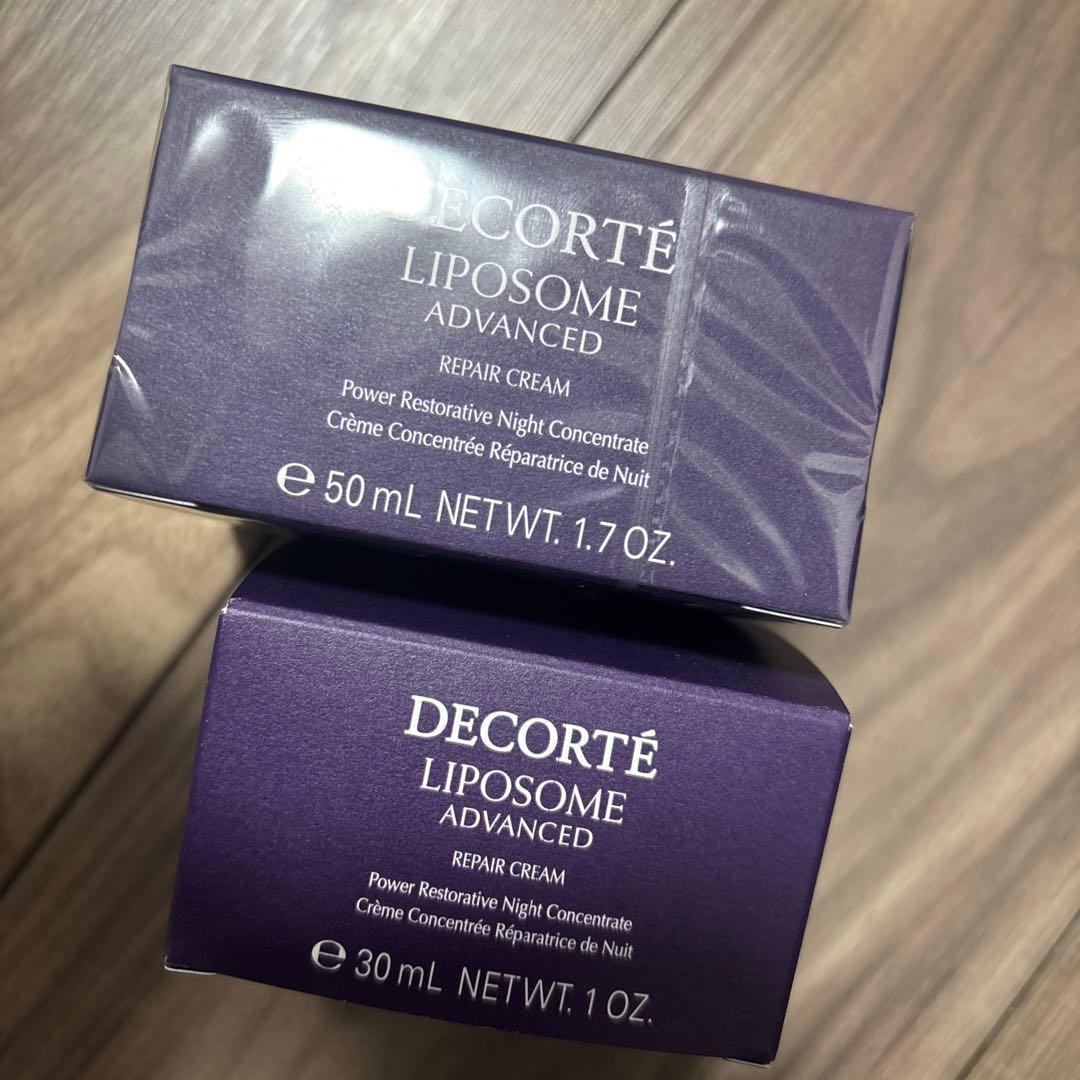 DECORTÉ
LIPOSOME
ADVANCED
REPAIR CREAM
Power Restorative Night Concentrate
Crème Concentrée Réparatrice de Nuit
℮ 50 mL NET WT. 1.7 OZ.
DECORTÉ
LIPOSOME
ADVANCED
REPAIR CREAM
Power Restorative Night Concentrate
Crème Concentrée Réparatrice de Nuit
℮ 30 mL NET WT. 1 OZ.